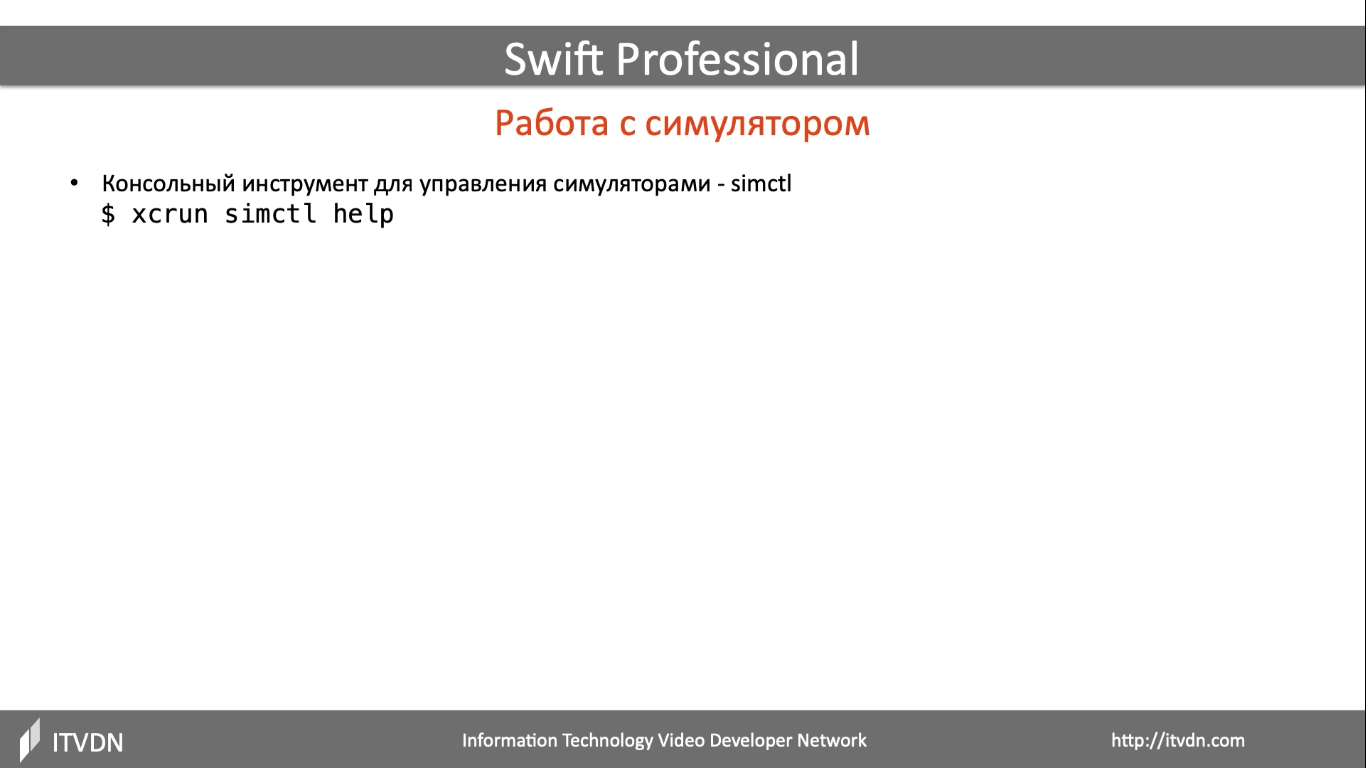 Swift Professional
Работа с симулятором
• Консольный инструмент для управления симуляторами - simctl
$ xcrun simctl help
ITVDN
Information Technology Video Developer Network
http://itvdn.com